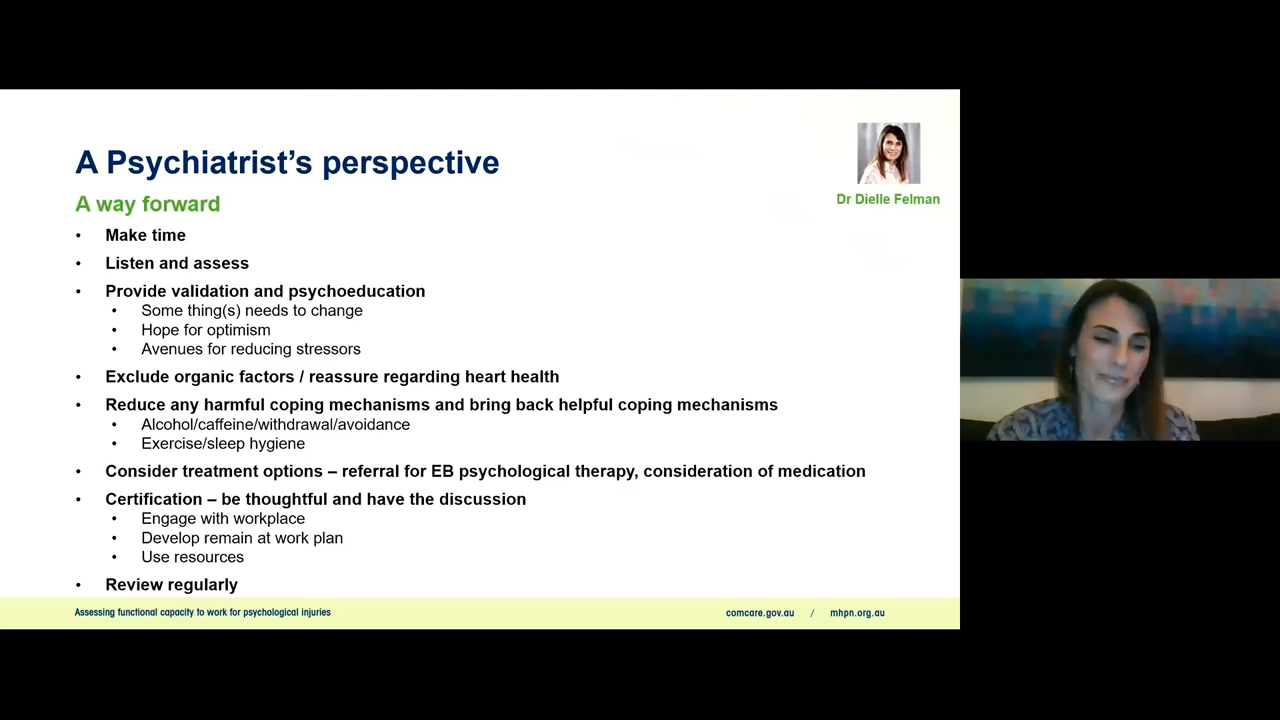 A Psychiatrist's perspective
Dr Dielle Felman
A way forward
• Make time
• Listen and assess
• Provide validation and psychoeducation
• Some thing(s) needs to change
• Hope for optimism
• Avenues for reducing stressors
• Exclude organic factors / reassure regarding heart health
• Reduce any harmful coping mechanisms and bring back helpful coping mechanisms
• Alcohol/caffeine/withdrawal/avoidance
• Exercise/sleep hygiene
• Consider treatment options – referral for EB psychological therapy, consideration of medication
• Certification – be thoughtful and have the discussion
• Engage with workplace
• Develop remain at work plan
• Use resources
• Review regularly
Assessing functional capacity to work for psychological injuries
comcare.gov.au / mhpn.org.au